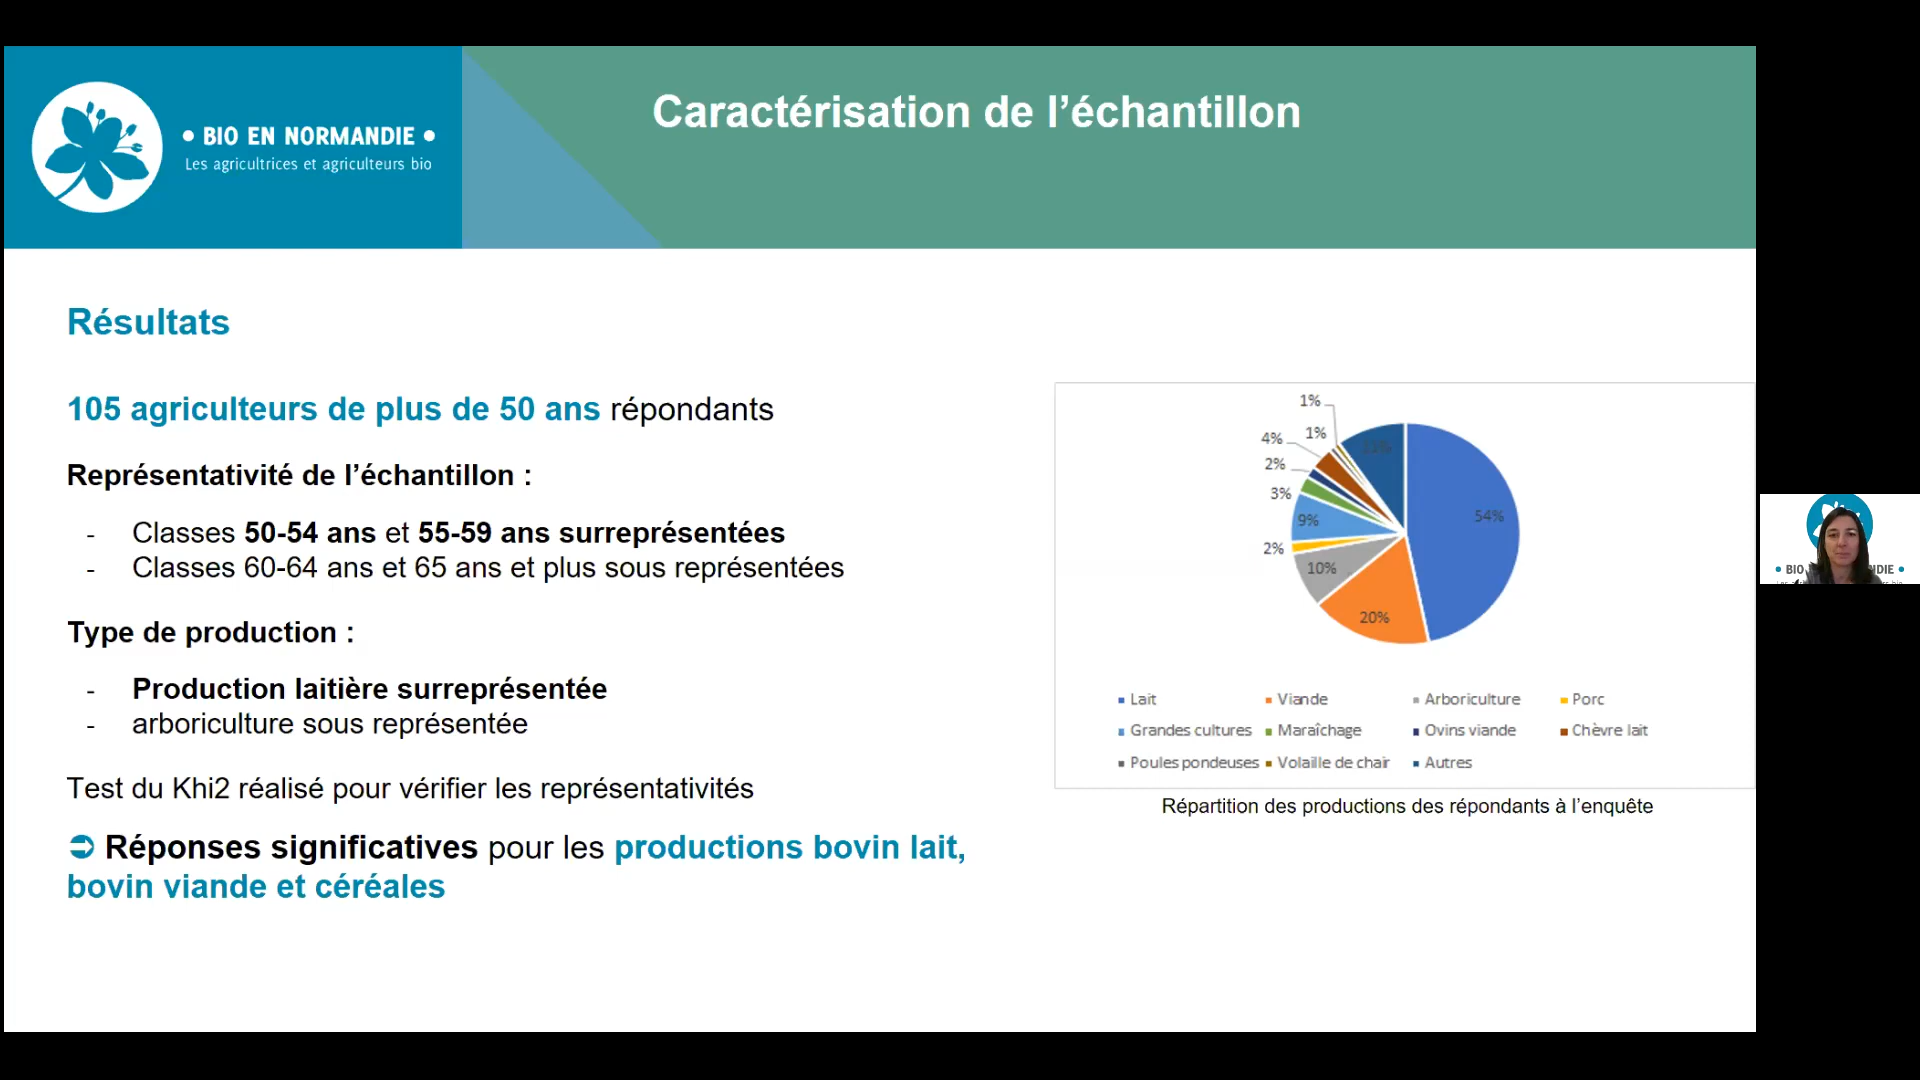 • BIO EN NORMANDIE •
Les agricultrices et agriculteurs bio
Caractérisation de l’échantillon
Résultats
105 agriculteurs de plus de 50 ans répondants
Représentativité de l’échantillon :
- Classes 50-54 ans et 55-59 ans surreprésentées
- Classes 60-64 ans et 65 ans et plus sous représentées
Type de production :
- Production laitière surreprésentée
- arboriculture sous représentée
Test du Khi2 réalisé pour vérifier les représentativités
➲ Réponses significatives pour les productions bovin lait,
bovin viande et céréales
1%
1%
4%
2%
3%
9%
2%
10%
20%
54%
Lait Viande Arboriculture Porc
Grandes cultures Maraîchage Ovins viande Chèvre lait
Poules pondeuses Volaille de chair Autres
Répartition des productions des répondants à l’enquête
• BIO NDIE •